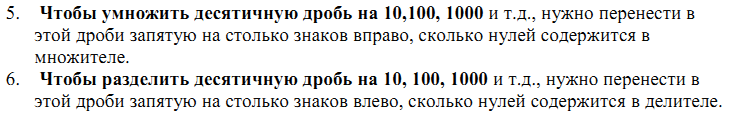 5. Чтобы умножить десятичную дробь на 10,100, 1000 и т.д., нужно перенести в
этой дроби запятую на столько знаков вправо, сколько нулей содержится в
множителе.
6. Чтобы разделить десятичную дробь на 10, 100, 1000 и т.д., нужно перенести в
этой дроби запятую на столько знаков влево, сколько нулей содержится в делителе.